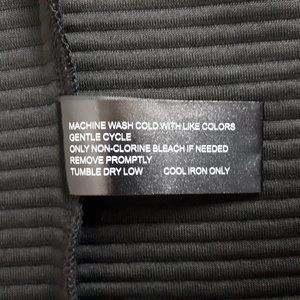 MACHINE WASH COLD WITH LIKE COLORS
GENTLE CYCLE
ONLY NON-CLORINE BLEACH IF NEEDED
REMOVE PROMPTLY
TUMBLE DRY LOW COOL IRON ONLY